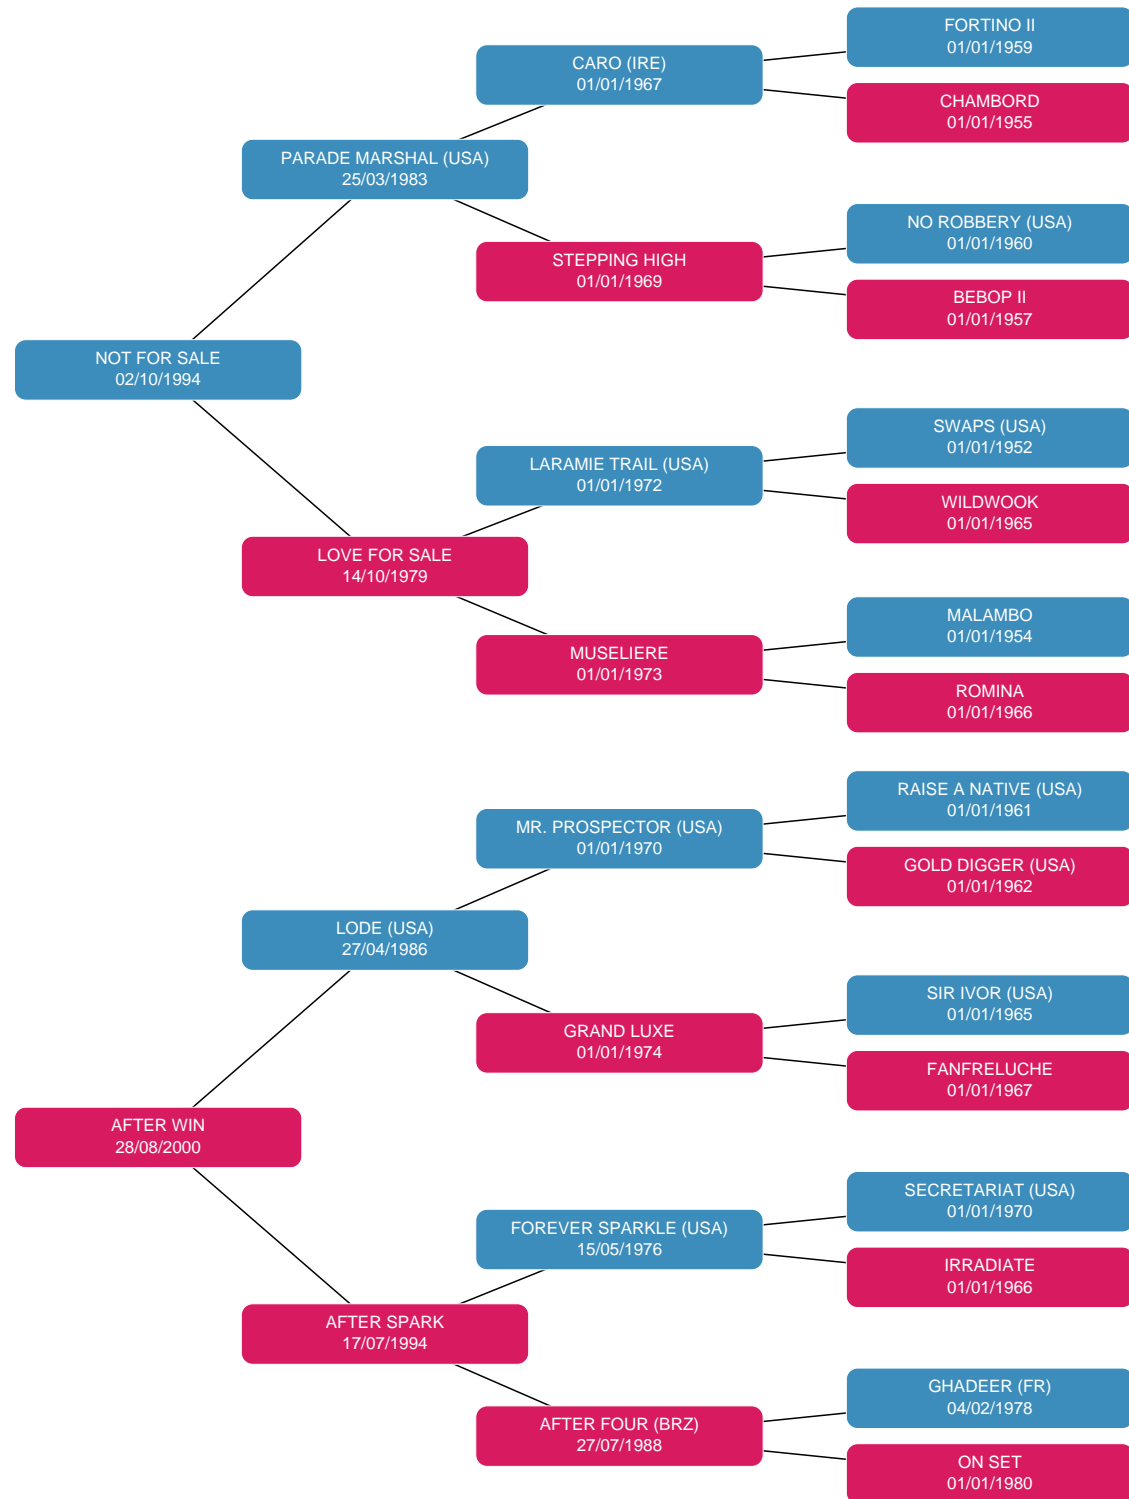 FORTINO II
01/01/1959
CARO (IRE)
01/01/1967
CHAMBORD
01/01/1955
PARADE MARSHAL (USA)
25/03/1983
NO ROBBERY (USA)
01/01/1960
STEPPING HIGH
01/01/1969
BEBOP II
01/01/1957
NOT FOR SALE
02/10/1994
SWAPS (USA)
01/01/1952
LARAMIE TRAIL (USA)
01/01/1972
WILDWOOK
01/01/1965
LOVE FOR SALE
14/10/1979
MALAMBO
01/01/1954
MUSELIERE
01/01/1973
ROMINA
01/01/1966
RAISE A NATIVE (USA)
01/01/1961
MR. PROSPECTOR (USA)
01/01/1970
GOLD DIGGER (USA)
01/01/1962
LODE (USA)
27/04/1986
SIR IVOR (USA)
01/01/1965
GRAND LUXE
01/01/1974
FANFRELUCHE
01/01/1967
AFTER WIN
28/08/2000
SECRETARIAT (USA)
01/01/1970
FOREVER SPARKLE (USA)
15/05/1976
IRRADIATE
01/01/1966
AFTER SPARK
17/07/1994
GHADEER (FR)
04/02/1978
AFTER FOUR (BRZ)
27/07/1988
ON SET
01/01/1980